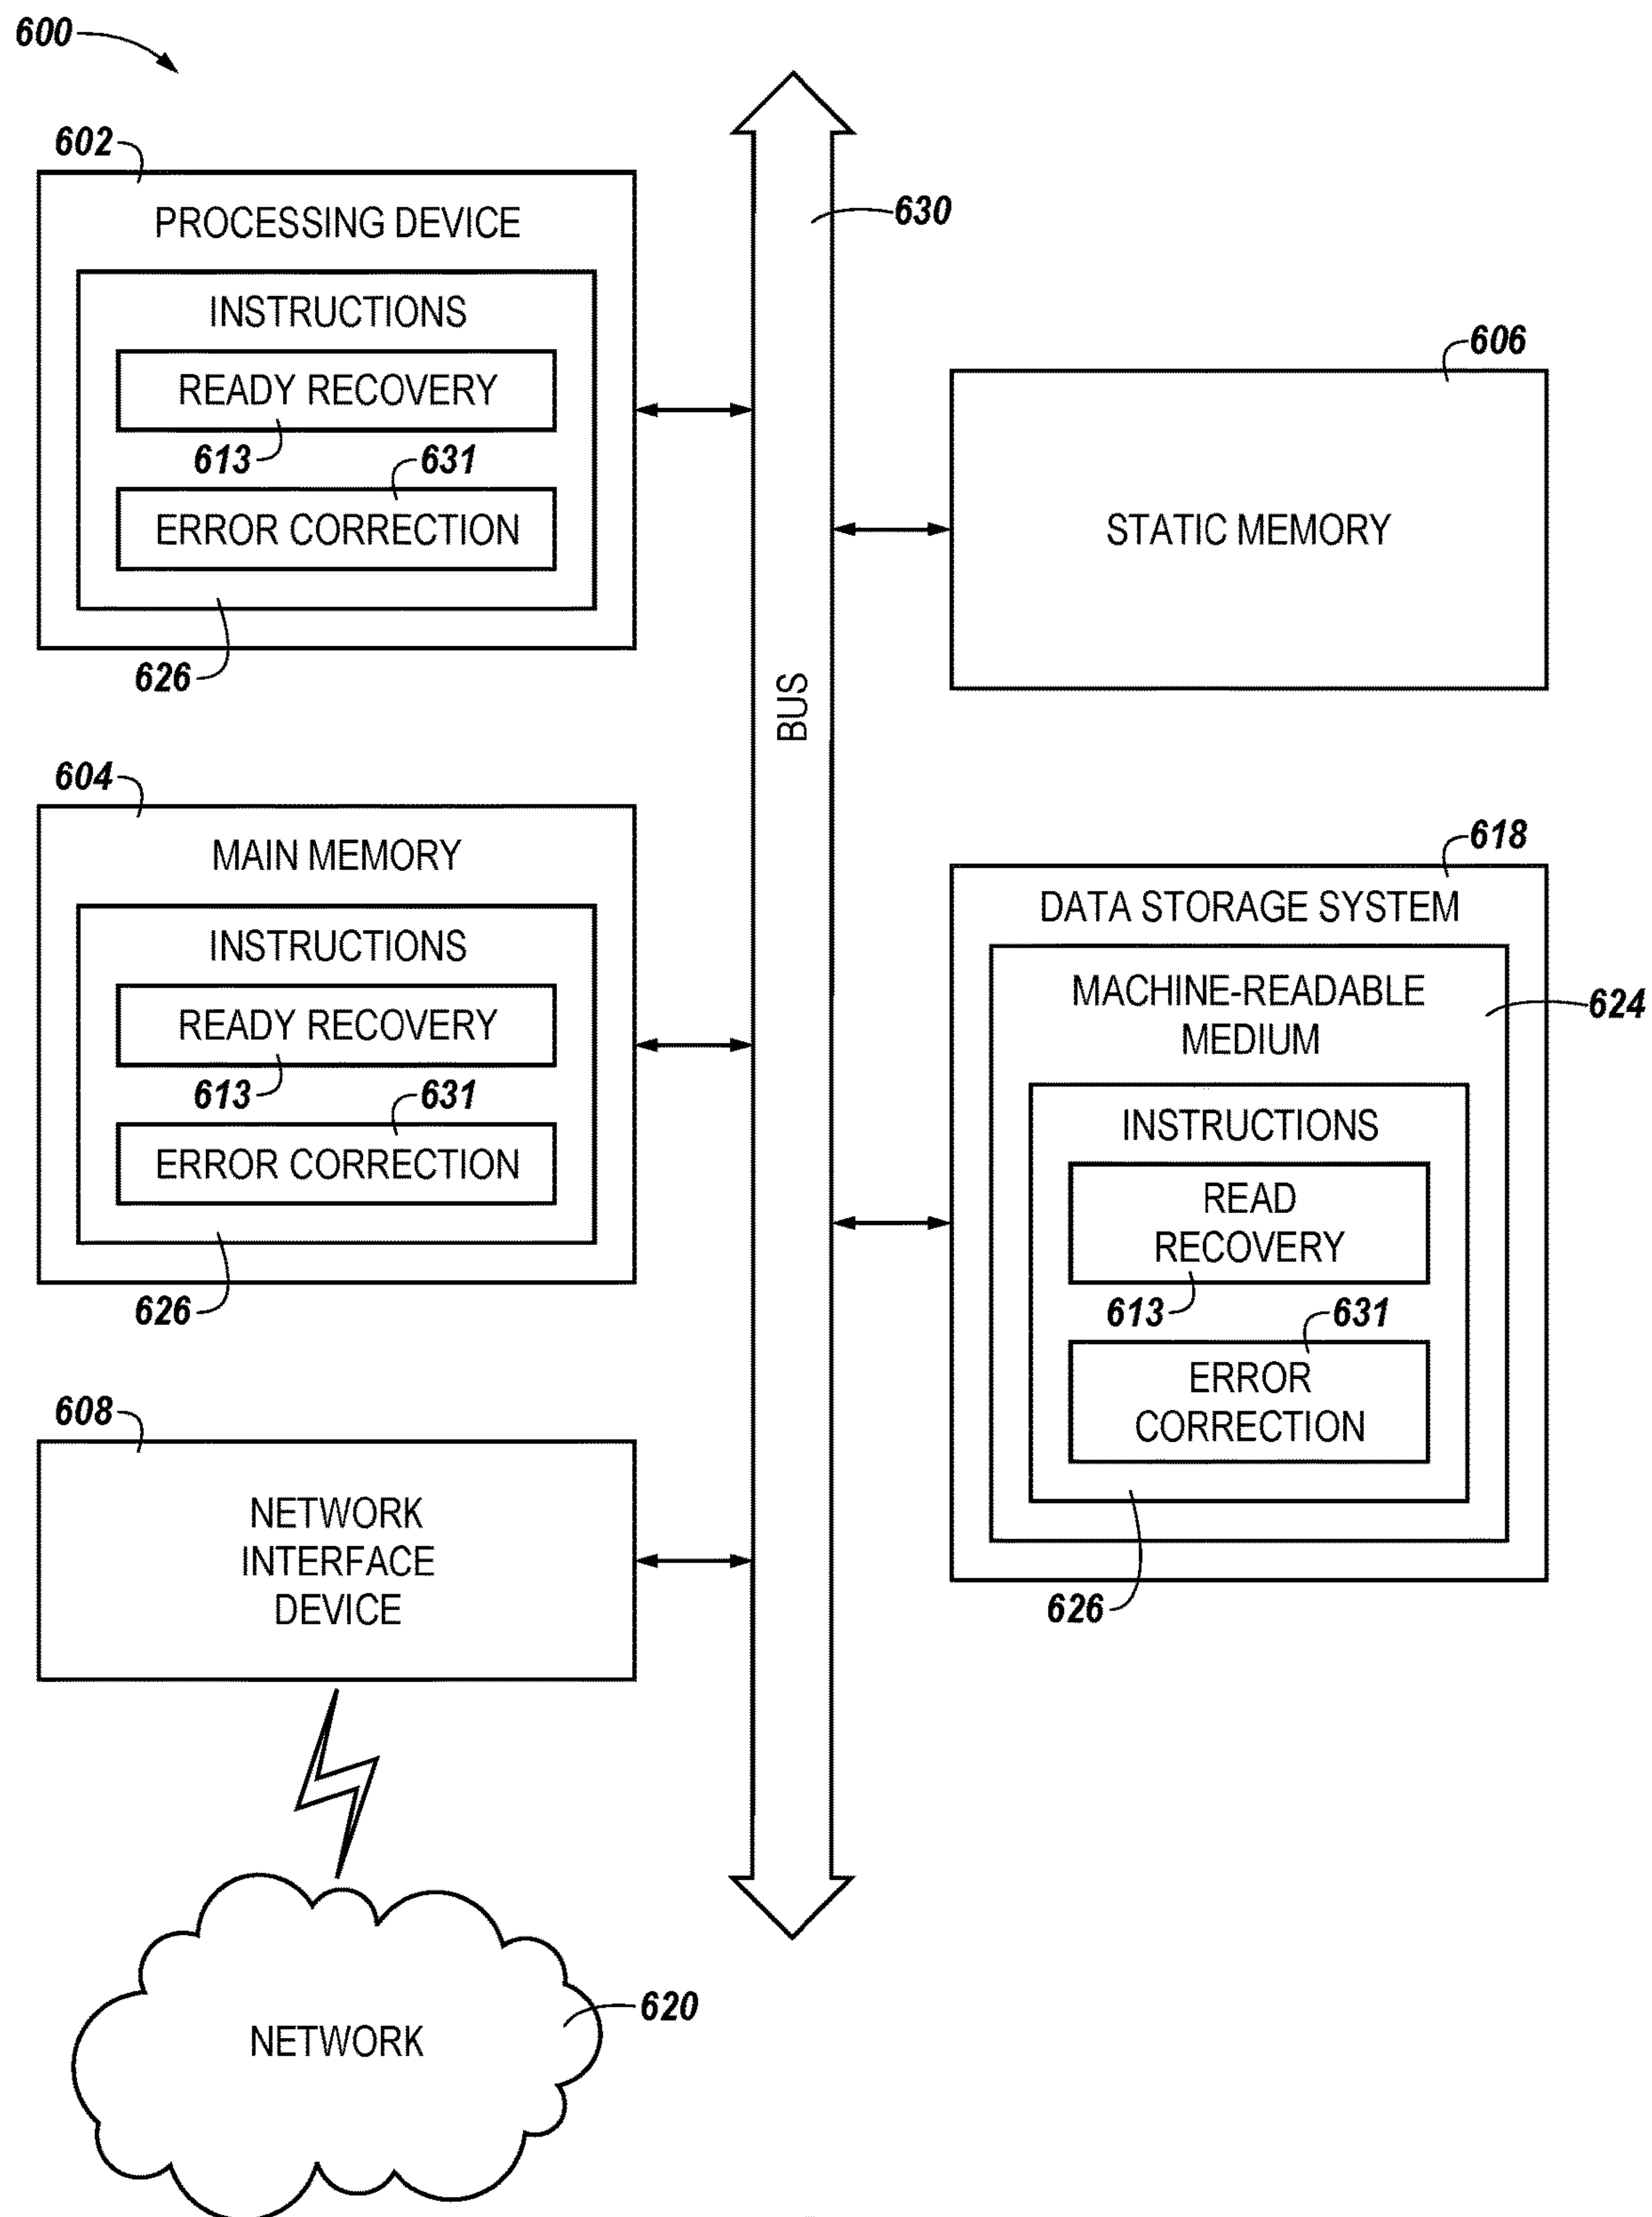 600
602
PROCESSING DEVICE
INSTRUCTIONS
READY RECOVERY
613
631
ERROR CORRECTION
626
604
MAIN MEMORY
INSTRUCTIONS
READY RECOVERY
613
631
ERROR CORRECTION
626
608
NETWORK
INTERFACE
DEVICE
NETWORK
620
BUS
630
606
STATIC MEMORY
618
DATA STORAGE SYSTEM
MACHINE-READABLE
MEDIUM
624
INSTRUCTIONS
READ
RECOVERY
613
631
ERROR
CORRECTION
626